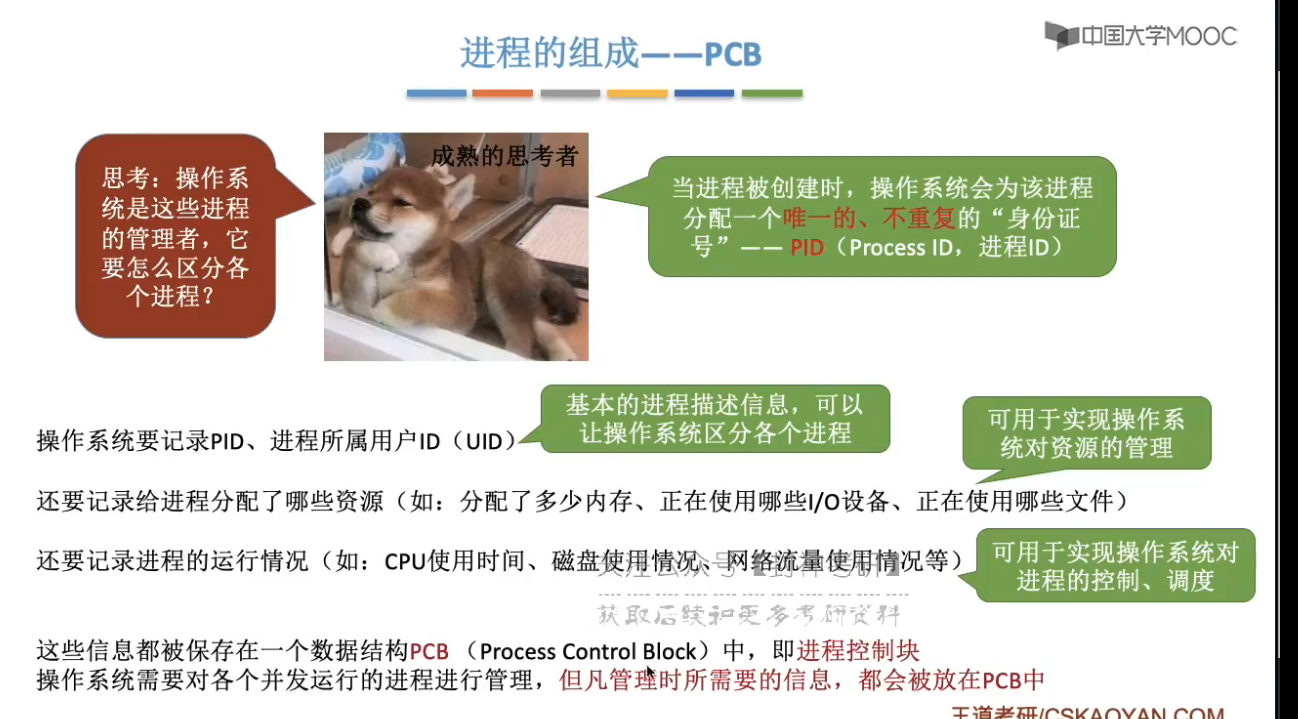 进程的组成——PCB
中国大学MOOC
思考：操作系
统是这些进程
的管理者，它
要怎么区分各
个进程？
成熟的思考者
当进程被创建时，操作系统会为该进程
分配一个唯一的、不重复的“身份证
号”—— PID（Process ID，进程ID）
基本的进程描述信息，可以
让操作系统区分各个进程
操作系统要记录PID、进程所属用户ID（UID）
可用于实现操作系
统对资源的管理
还要记录给进程分配了哪些资源（如：分配了多少内存、正在使用哪些I/O设备、正在使用哪些文件）
还要记录进程的运行情况（如：CPU使用时间、磁盘使用情况、网络流量使用情况等）
可用于实现操作系统对
进程的控制、调度
获取后续和更多考研资料
这些信息都被保存在一个数据结构PCB （Process Control Block）中，即进程控制块
操作系统需要对各个并发运行的进程进行管理，但凡管理时所需要的信息，都会被放在PCB中
王道考研/CSKAOYAN.COM